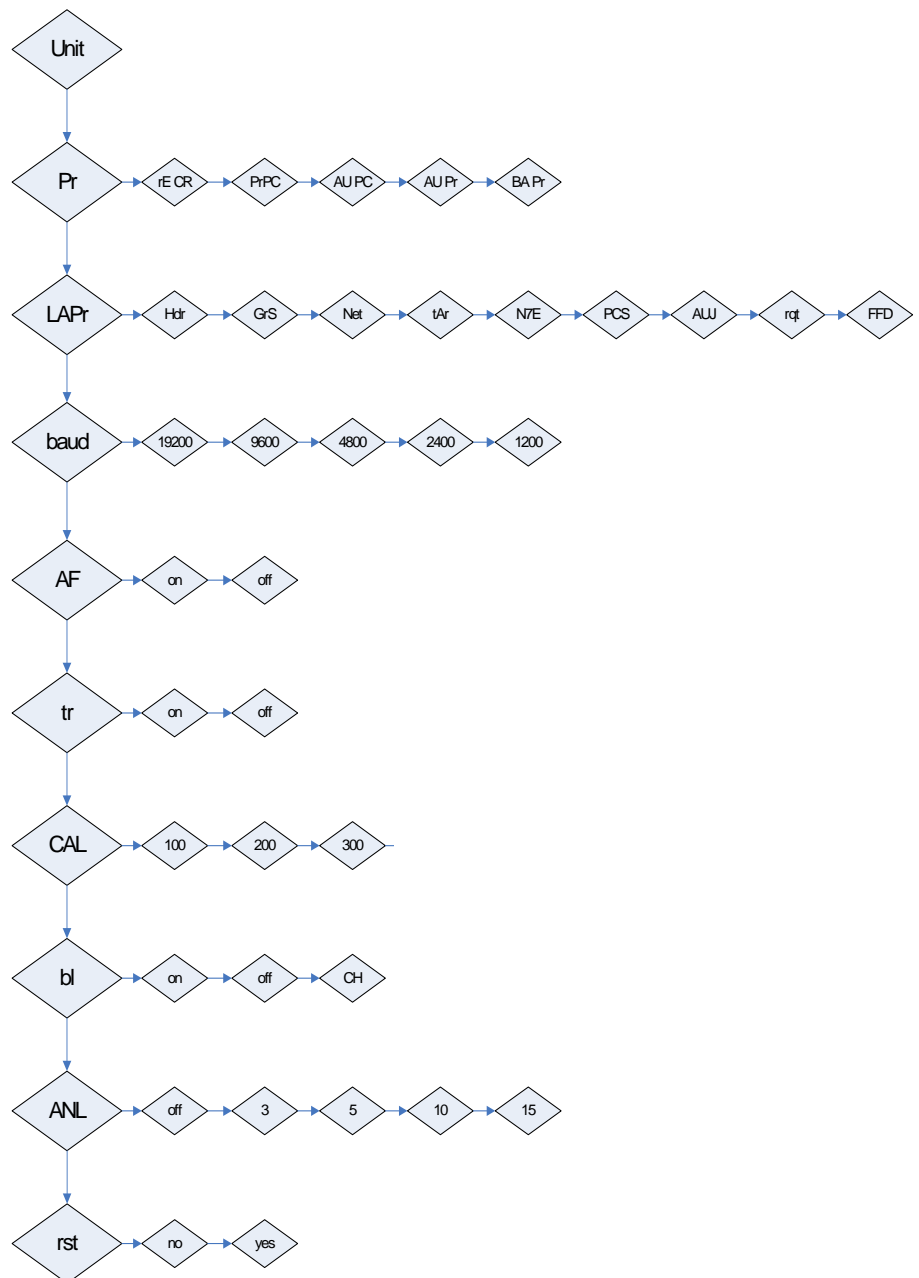 Unit
Pr rE CR PrPC AU PC AU Pr BA Pr
LAPr Hdr GrS Net tAr N7E PCS AUJ rqt FFD
baud 19200 9600 4800 2400 1200
AF on off
tr on off
CAL 100 200 300
bl on off CH
ANL off 3 5 10 15
rst no yes